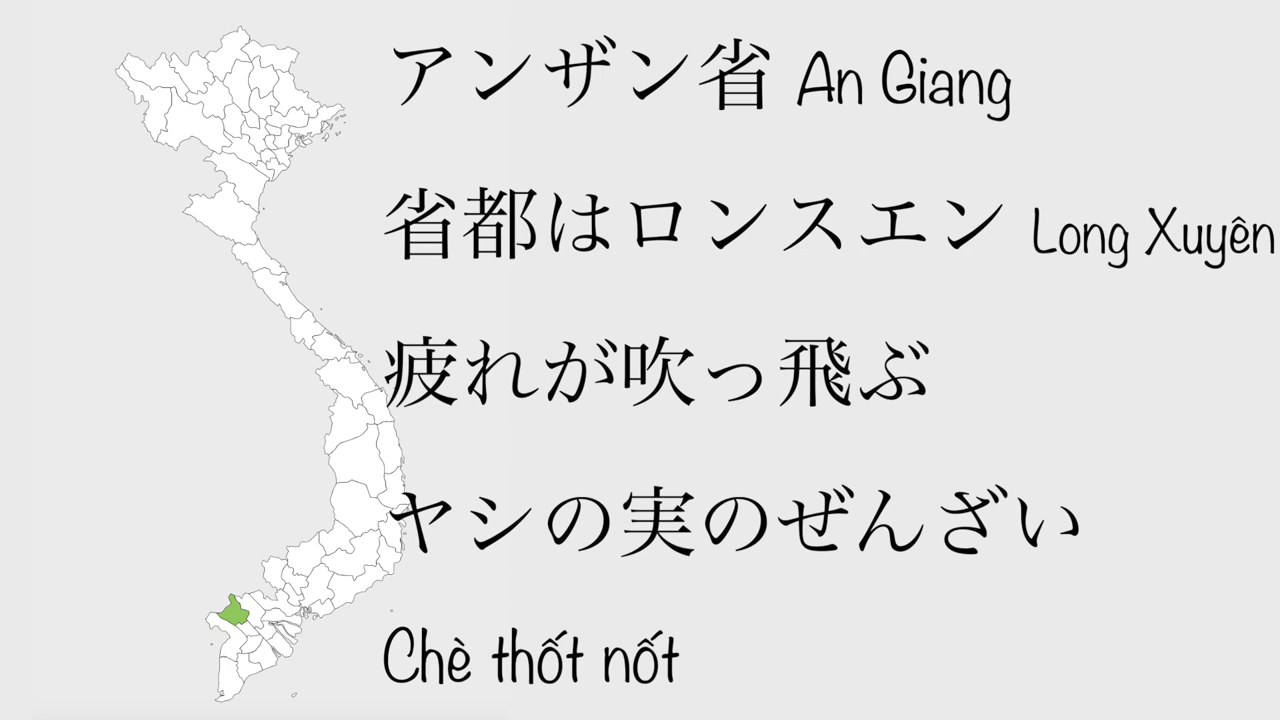 アンザン省 An Giang
省都はロンスエン Long Xuyên
疲れが吹っ飛ぶ
ヤシの実のぜんざい
Chè thốt nốt